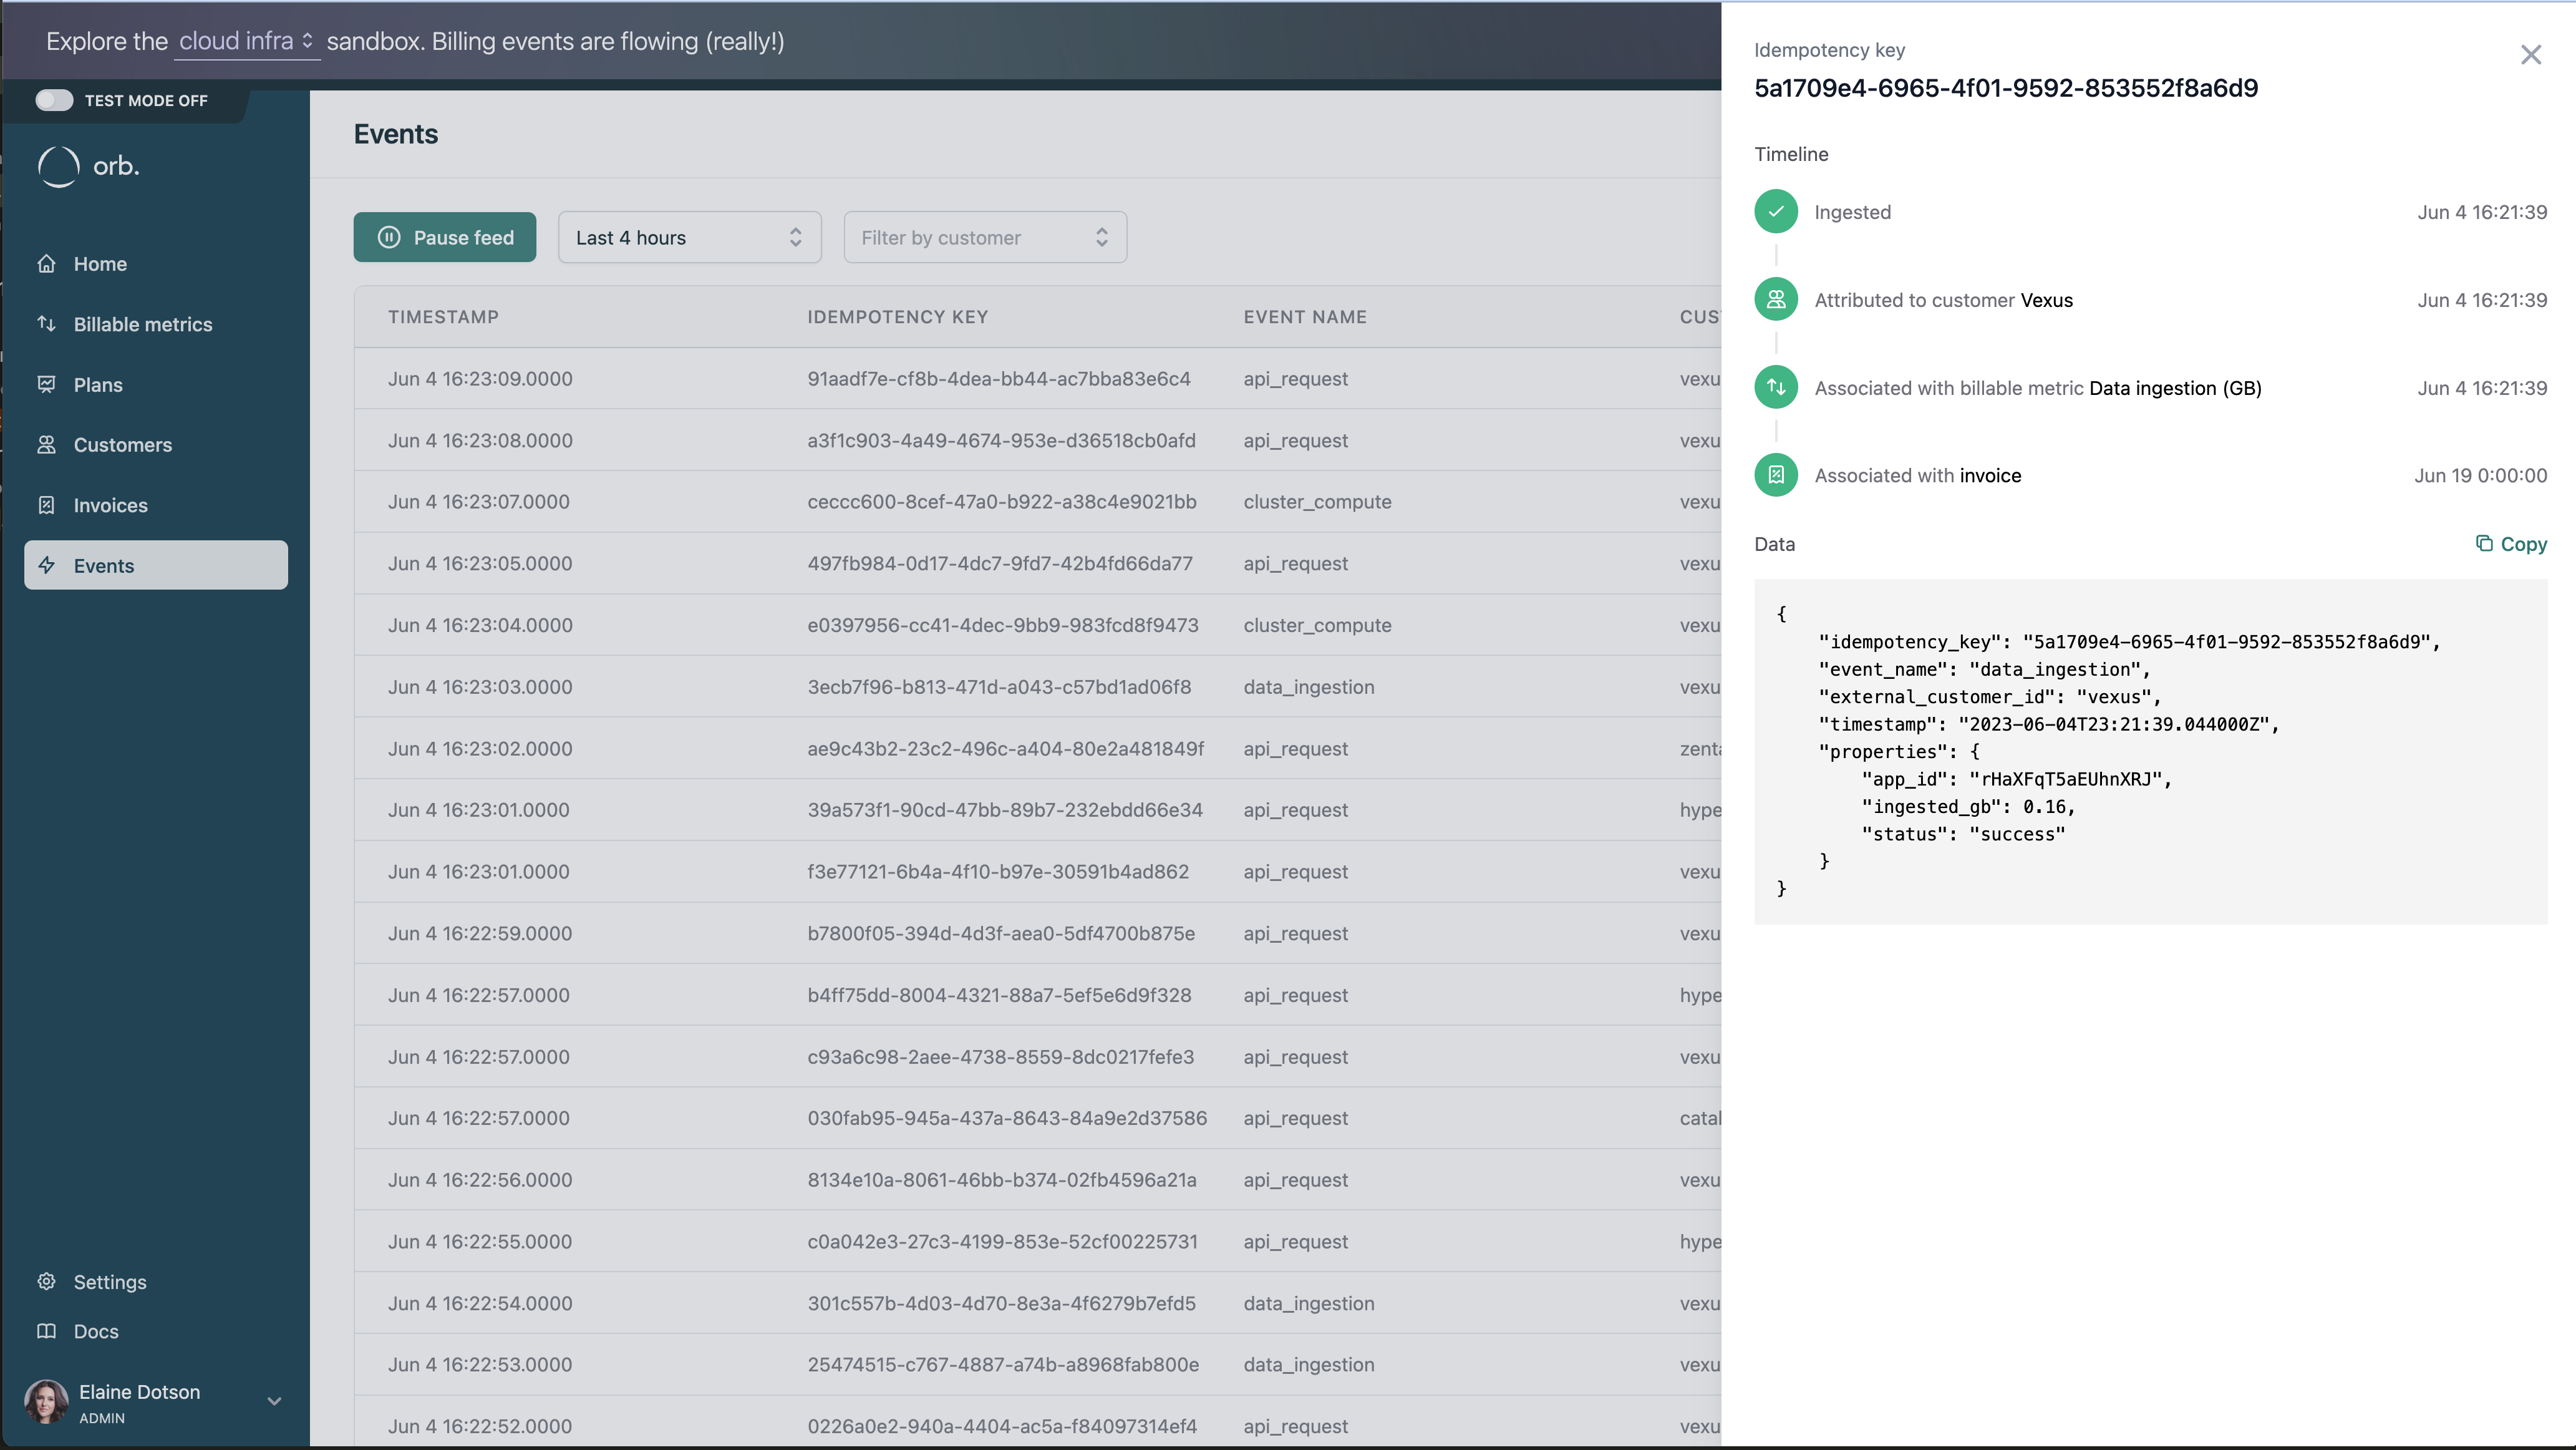 Explore the cloud infra sandbox. Billing events are flowing (really!)
TEST MODE OFF
orb.
Home
Billable metrics
Plans
Customers
Invoices
Events
Settings
Docs
Elaine Dotson
ADMIN
Events
Pause feed
Last 4 hours
Filter by customer
TIMESTAMP IDEMPOTENCY KEY EVENT NAME CUS
Jun 4 16:23:09.0000 91aadf7e-cf8b-4dea-bb44-ac7bba83e6c4 api_request vexu
Jun 4 16:23:08.0000 a3f1c903-4a49-4674-953e-d36518cb0afd api_request vexu
Jun 4 16:23:07.0000 ceccc600-8cef-47a0-b922-a38c4e9021bb cluster_compute vexu
Jun 4 16:23:05.0000 497fb984-0d17-4dc7-9fd7-42b4fd66da77 api_request vexu
Jun 4 16:23:04.0000 e0397956-cc41-4dec-9bb9-983fcd8f9473 cluster_compute vexu
Jun 4 16:23:03.0000 3ecb7f96-b813-471d-a043-c57bd1ad06f8 data_ingestion vexu
Jun 4 16:23:02.0000 ae9c43b2-23c2-496c-a404-80e2a481849f api_request zenta
Jun 4 16:23:01.0000 39a573f1-90cd-47bb-89b7-232ebdd66e34 api_request hype
Jun 4 16:23:01.0000 f3e77121-6b4a-4f10-b97e-30591b4ad862 api_request vexu
Jun 4 16:22:59.0000 b7800f05-394d-4d3f-aea0-5df4700b875e api_request vexu
Jun 4 16:22:57.0000 b4ff75dd-8004-4321-88a7-5ef5e6d9f328 api_request hype
Jun 4 16:22:57.0000 c93a6c98-2aee-4738-8559-8dc0217fefe3 api_request vexu
Jun 4 16:22:57.0000 030fab95-945a-437a-8643-84a9e2d37586 api_request catal
Jun 4 16:22:56.0000 8134e10a-8061-46bb-b374-02fb4596a21a api_request vexu
Jun 4 16:22:55.0000 c0a042e3-27c3-4199-853e-52cf00225731 api_request hype
Jun 4 16:22:54.0000 301c557b-4d03-4d70-8e3a-4f6279b7efd5 data_ingestion vexu
Jun 4 16:22:53.0000 25474515-c767-4887-a74b-a8968fab800e data_ingestion vexu
Jun 4 16:22:52.0000 0226a0e2-940a-4404-ac5a-f84097314ef4 api_request vexu
Idempotency key
5a1709e4-6965-4f01-9592-853552f8a6d9
Timeline
Ingested Jun 4 16:21:39
Attributed to customer Vexus Jun 4 16:21:39
Associated with billable metric Data ingestion (GB) Jun 4 16:21:39
Associated with invoice Jun 19 0:00:00
Data Copy
{
"idempotency_key": "5a1709e4-6965-4f01-9592-853552f8a6d9",
"event_name": "data_ingestion",
"external_customer_id": "vexus",
"timestamp": "2023-06-04T23:21:39.044000Z",
"properties": {
"app_id": "rHaXFqT5aEUhnXRJ",
"ingested_gb": 0.16,
"status": "success"
}
}